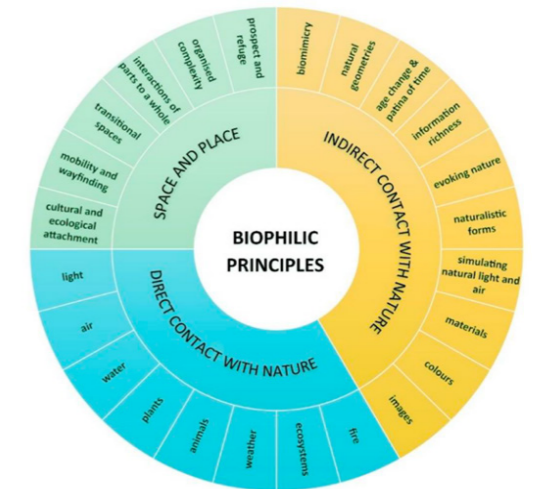 BIOPHILIC
PRINCIPLES
SPACE AND PLACE
cultural and
ecological
attachment
mobility and
wayfinding
transitional
spaces
interactions of
parts to a whole
organised
complexity
prospect and
refuge
INDIRECT CONTACT WITH NATURE
biomimicry
natural
geometries
age change &
patina of time
information
richness
evoking nature
naturalistic
forms
simulating
natural light and
air
materials
colours
images
DIRECT CONTACT WITH NATURE
light
air
water
plants
animals
weather
ecosystems
fire